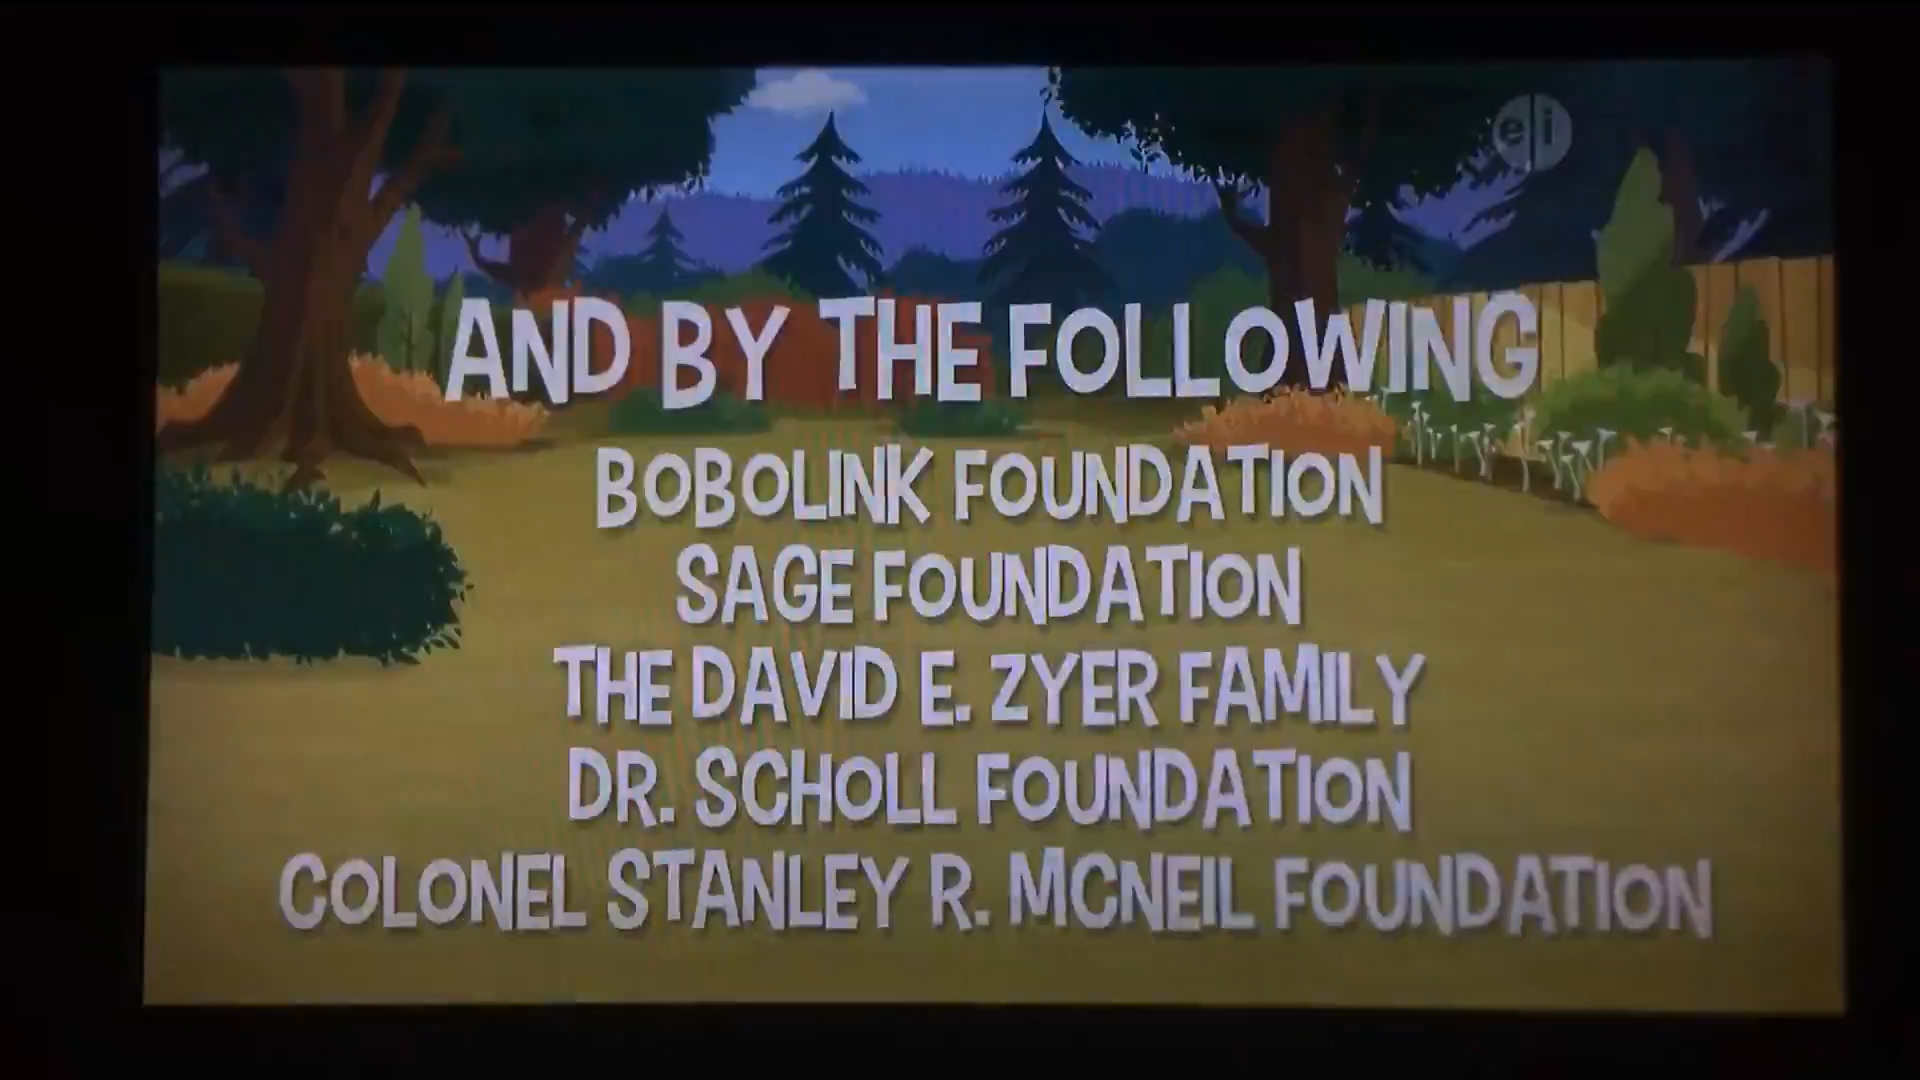 e/i
AND BY THE FOLLOWING
BOBOLINK FOUNDATION
SAGE FOUNDATION
THE DAVID E. ZYER FAMILY
DR. SCHOLL FOUNDATION
COLONEL STANLEY R. MCNEIL FOUNDATION